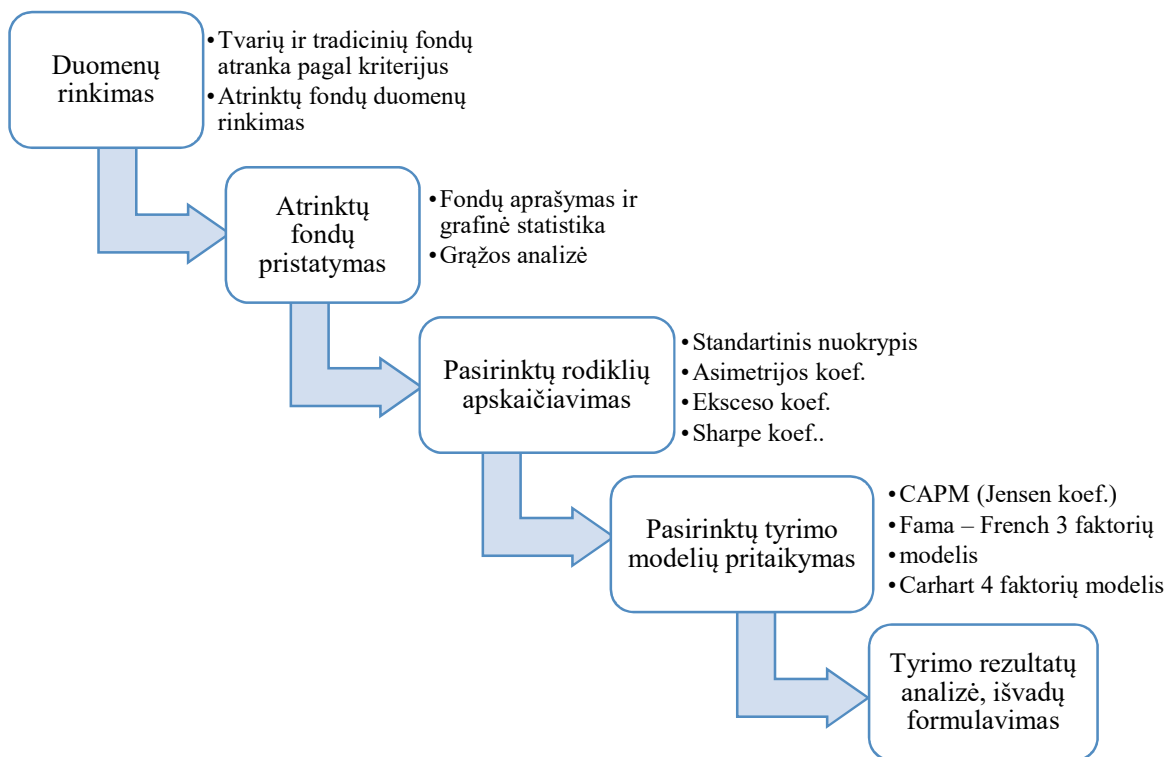 Duomenų
rinkimas
•Tvarių ir tradicinių fondų
atranka pagal kriterijus
•Atrinktų fondų duomenų
rinkimas
Atrinktų
fondų
pristatymas
•Fondų aprašymas ir
grafinė statistika
•Grąžos analizė
Pasirinktų rodiklių
apskaičiavimas
•Standartinis nuokrypis
•Asimetrijos koef.
•Eksceso koef.
•Sharpe koef..
Pasirinktų tyrimo
modelių pritaikymas
•CAPM (Jensen koef.)
•Fama – French 3 faktorių
•modelis
•Carhart 4 faktorių modelis
Tyrimo rezultatų
analizė, išvadų
formulavimas